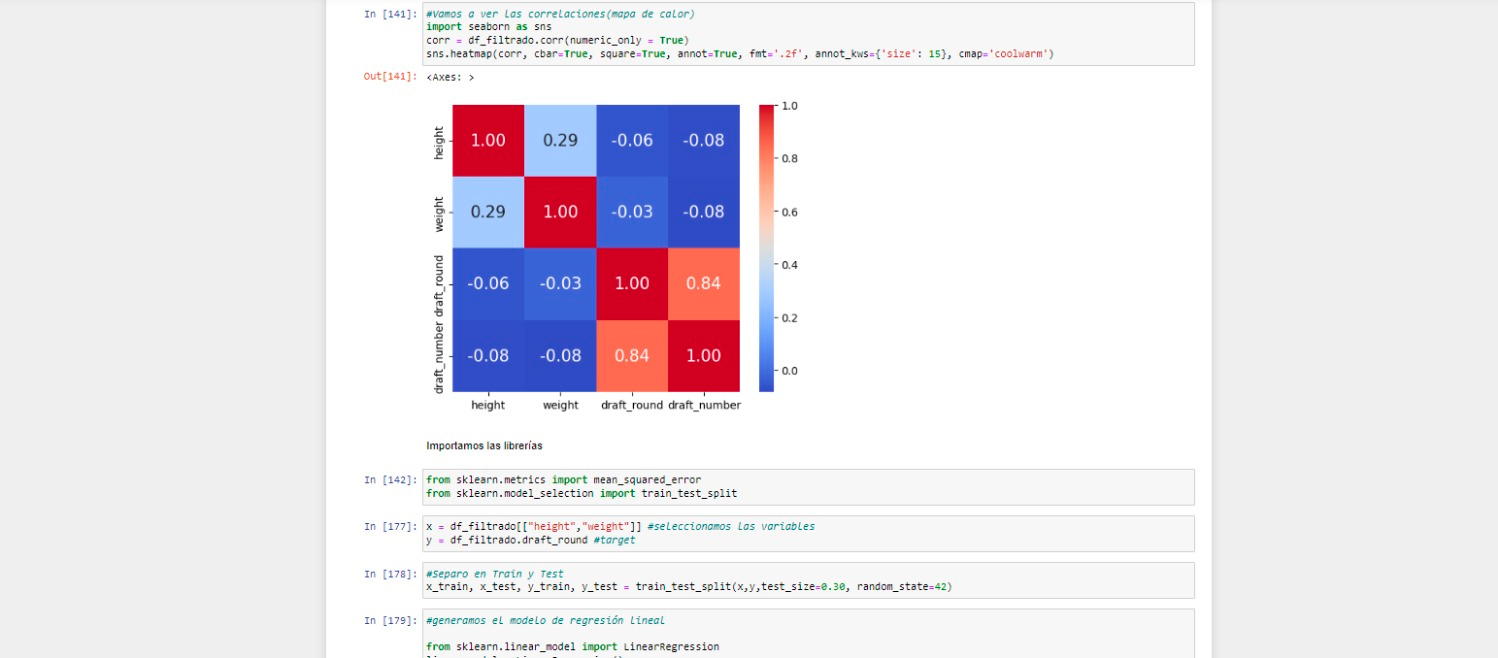 In [141]: #Vamos a ver las correlaciones(mapa de calor)
import seaborn as sns
corr = df_filtrado.corr(numeric_only = True)
sns.heatmap(corr, cbar=True, square=True, annot=True, fmt='.2f', annot_kws={'size': 15}, cmap='coolwarm')
Out[141]: <Axes: >
height 1.00 0.29 -0.06 -0.08
weight 0.29 1.00 -0.03 -0.08
draft_round -0.06 -0.03 1.00 0.84
draft_number -0.08 -0.08 0.84 1.00
height weight draft_round draft_number
1.0
0.8
0.6
0.4
0.2
0.0
Importamos las librerías
In [142]: from sklearn.metrics import mean_squared_error
from sklearn.model_selection import train_test_split
In [177]: x = df_filtrado[["height","weight"]] #seleccionamos las variables
y = df_filtrado.draft_round #target
In [178]: #Separo en Train y Test
x_train, x_test, y_train, y_test = train_test_split(x,y,test_size=0.30, random_state=42)
In [179]: #generamos el modelo de regresión lineal
from sklearn.linear_model import LinearRegression